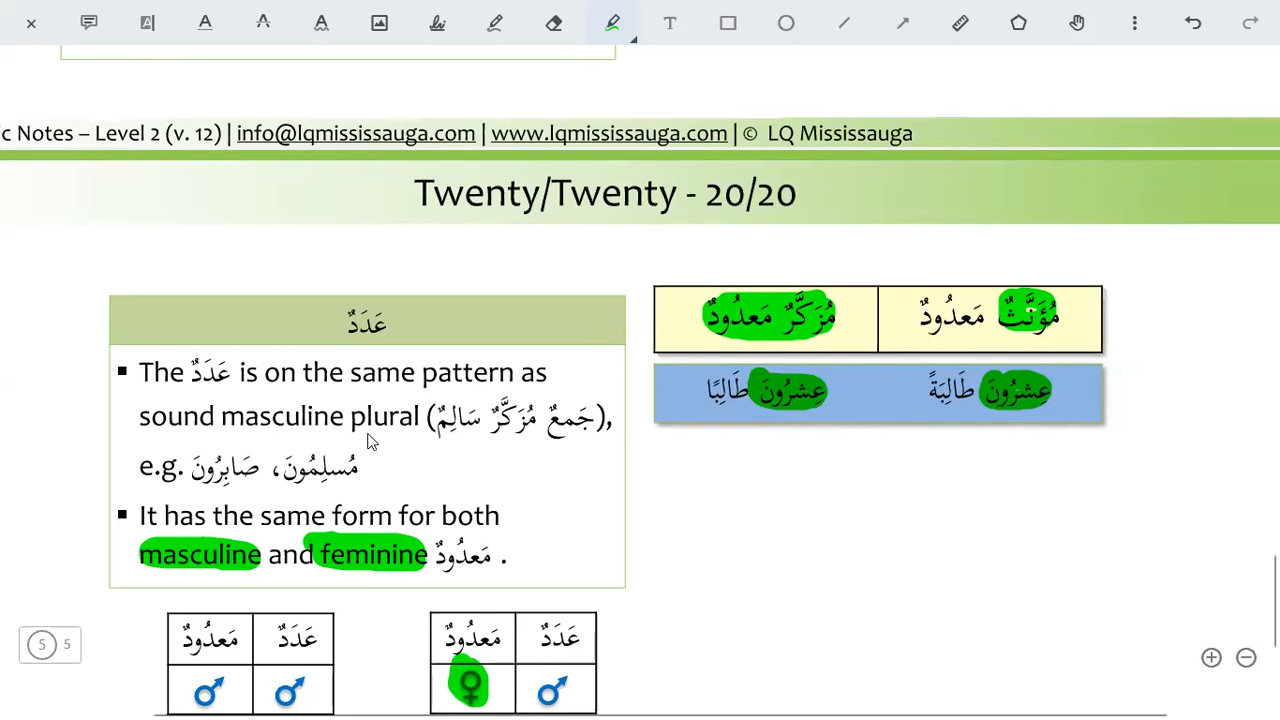 ic Notes – Level 2 (v. 12) | info@lqmississauga.com | www.lqmississauga.com | © LQ Mississauga
Twenty/Twenty - 20/20
عَدَدٌ
▪ The عَدَدٌ is on the same pattern as
sound masculine plural (جَمعٌ مُزَكَّرٌ سَالِمٌ),
e.g. مُسلِمُونَ، صَابِرُونَ
▪ It has the same form for both
masculine and feminine مَعدُودٌ .
مُؤَنَّثٌ مَعدُودٌ
مُزَكَّرٌ مَعدُودٌ
عِشرُونَ طَالِبَةً
عِشرُونَ طَالِبًا
عَدَدٌ
مَعدُودٌ
عَدَدٌ
مَعدُودٌ
5 5